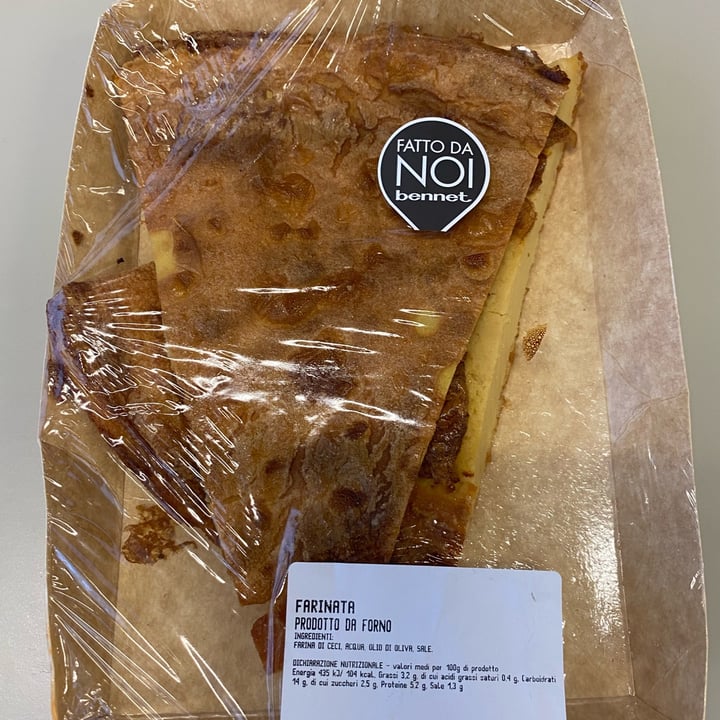 FATTO DA
NOI
bennet
FARINATA
PRODOTTO DA FORNO
INGREDIENTI:
FARINA DI CECI, ACQUA, OLIO DI OLIVA, SALE.
DICHIARAZIONE NUTRIZIONALE - valori medi per 100g di prodotto
Energia 435 kJ/ 104 kcal, Grassi 3,2 g, di cui acidi grassi saturi 0,4 g, Carboidrati
14 g, di cui zuccheri 2,5 g, Proteine 5,2 g, Sale 1,3 g